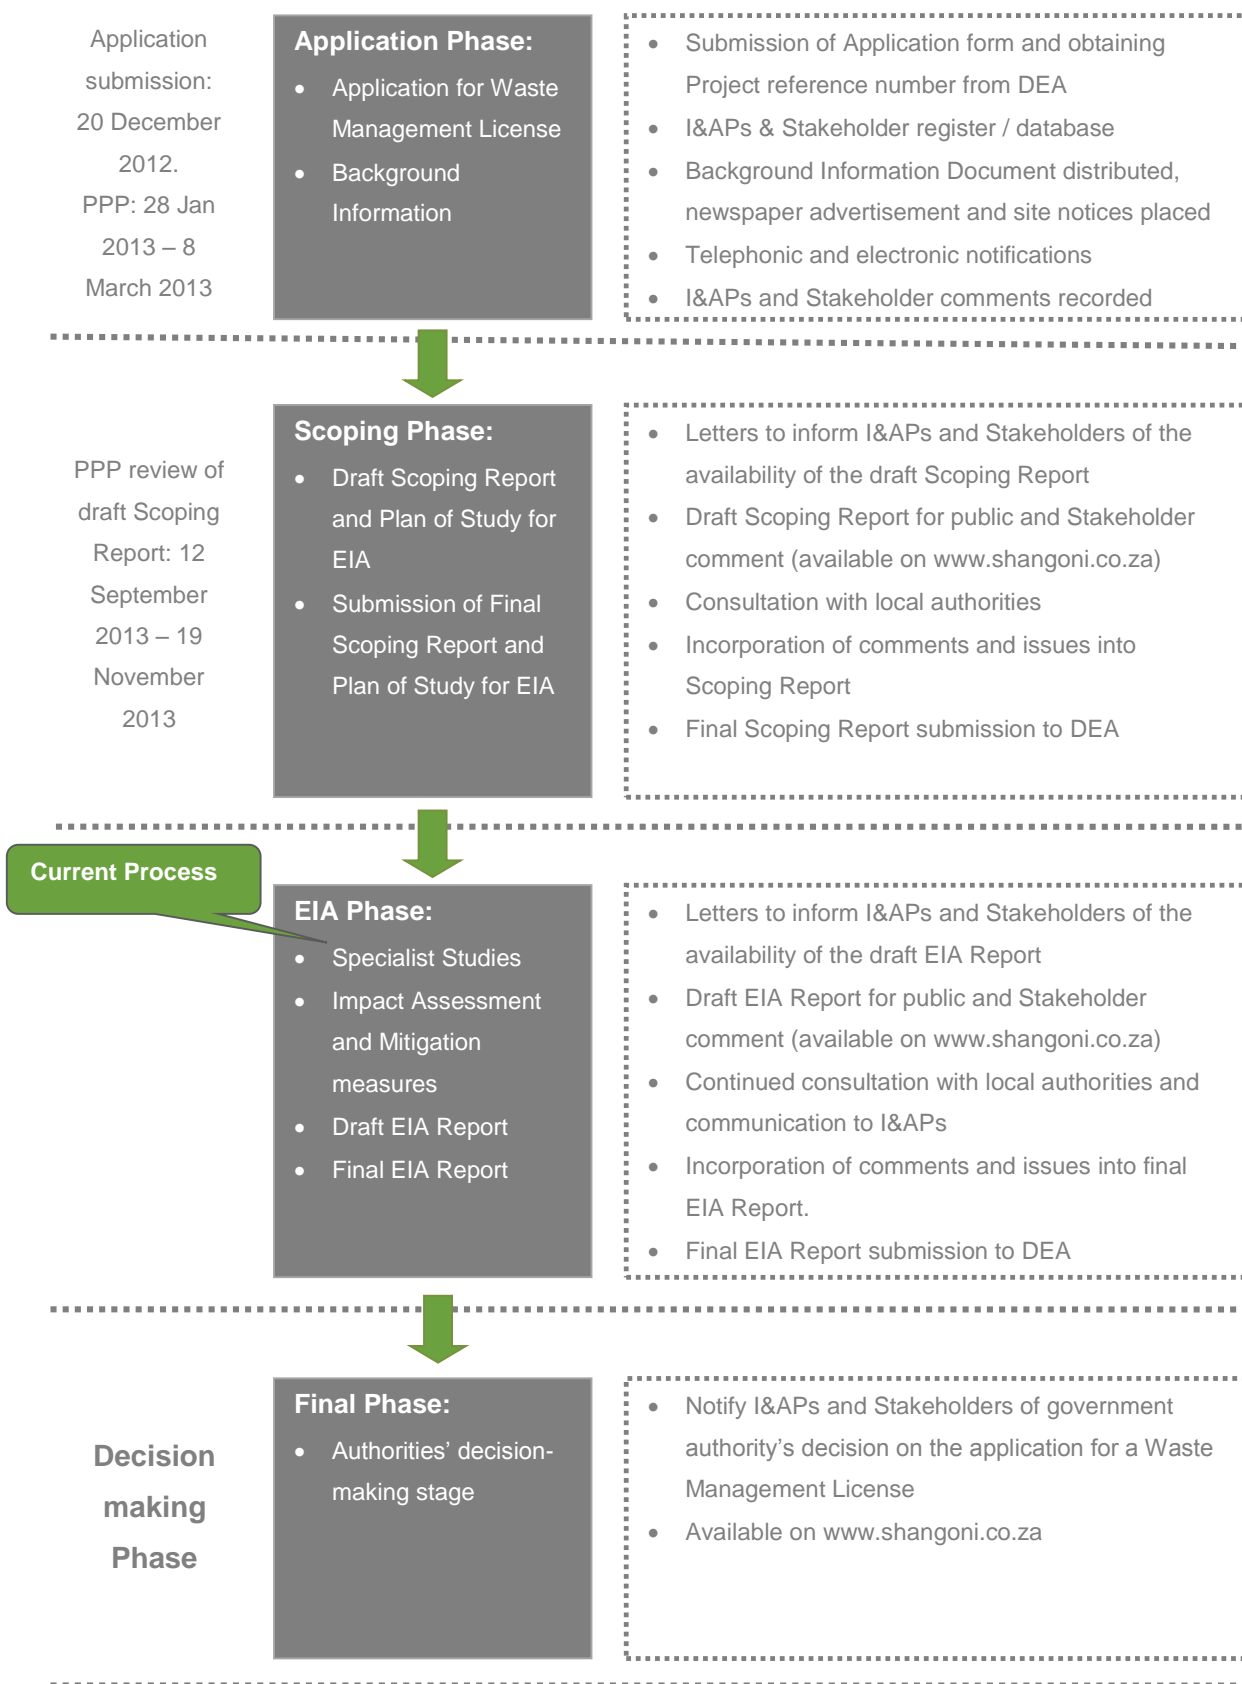 Application
submission:
20 December
2012.
PPP: 28 Jan
2013 – 8
March 2013
Application Phase:
• Application for Waste
Management License
• Background
Information
• Submission of Application form and obtaining
Project reference number from DEA
• I&APs & Stakeholder register / database
• Background Information Document distributed,
newspaper advertisement and site notices placed
• Telephonic and electronic notifications
• I&APs and Stakeholder comments recorded
PPP review of
draft Scoping
Report: 12
September
2013 – 19
November
2013
Scoping Phase:
• Draft Scoping Report
and Plan of Study for
EIA
• Submission of Final
Scoping Report and
Plan of Study for EIA
• Letters to inform I&APs and Stakeholders of the
availability of the draft Scoping Report
• Draft Scoping Report for public and Stakeholder
comment (available on www.shangoni.co.za)
• Consultation with local authorities
• Incorporation of comments and issues into
Scoping Report
• Final Scoping Report submission to DEA
Current Process
EIA Phase:
• Specialist Studies
• Impact Assessment
and Mitigation
measures
• Draft EIA Report
• Final EIA Report
• Letters to inform I&APs and Stakeholders of the
availability of the draft EIA Report
• Draft EIA Report for public and Stakeholder
comment (available on www.shangoni.co.za)
• Continued consultation with local authorities and
communication to I&APs
• Incorporation of comments and issues into final
EIA Report.
• Final EIA Report submission to DEA
Decision
making
Phase
Final Phase:
• Authorities’ decision-
making stage
• Notify I&APs and Stakeholders of government
authority’s decision on the application for a Waste
Management License
• Available on www.shangoni.co.za